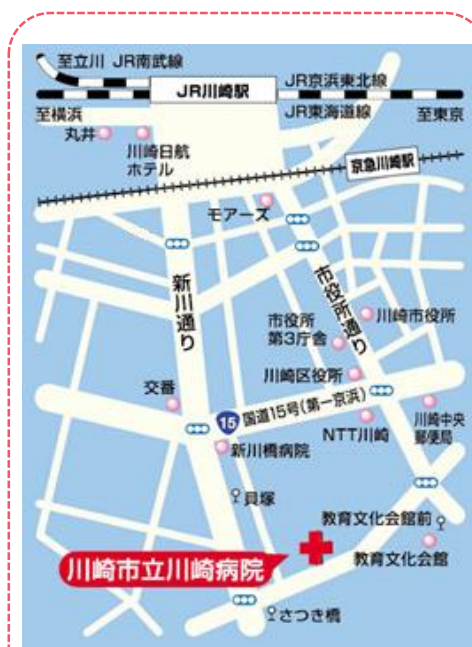 至立川 JR南武線
JR川崎駅
JR京浜東北線
至横浜
JR東海道線
至東京
丸井
川崎日航
ホテル
京急川崎駅
モアーズ
新川通り
市役所通り
市役所
第3庁舎
川崎市役所
川崎区役所
交番
15
国道15号(第一京浜)
新川橋病院
NTT川崎
川崎中央
郵便局
貝塚
教育文化会館前
教育文化会館
川崎市立川崎病院
さつき橋